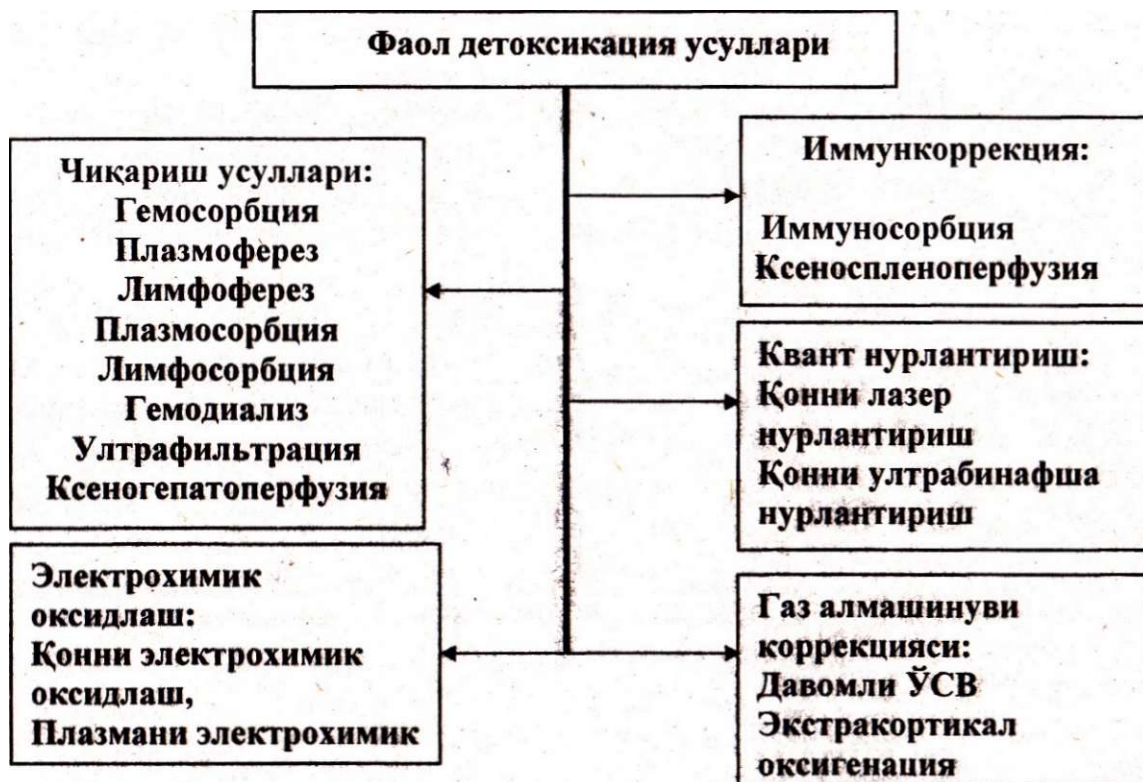 Фаол детоксикация усуллари
Чиқариш усуллари:
Гемосорбция
Плазмоферез
Лимфоферез
Плазмосорбция
Лимфосорбция
Гемодиализ
Ултрафильтрация
Ксеногепатоперфузия
Электрохимик
оксидлаш:
Қонни электрохимик
оксидлаш,
Плазмани электрохимик
Иммункоррекция:
Иммуносорбция
Ксеноспленоперфузия
Квант нурлантириш:
Қонни лазер
нурлантириш
Қонни ултрабинафша
нурлантириш
Газ алмашинуви
коррекцияси:
Давомли ЎСВ
Экстракортикал
оксигенация